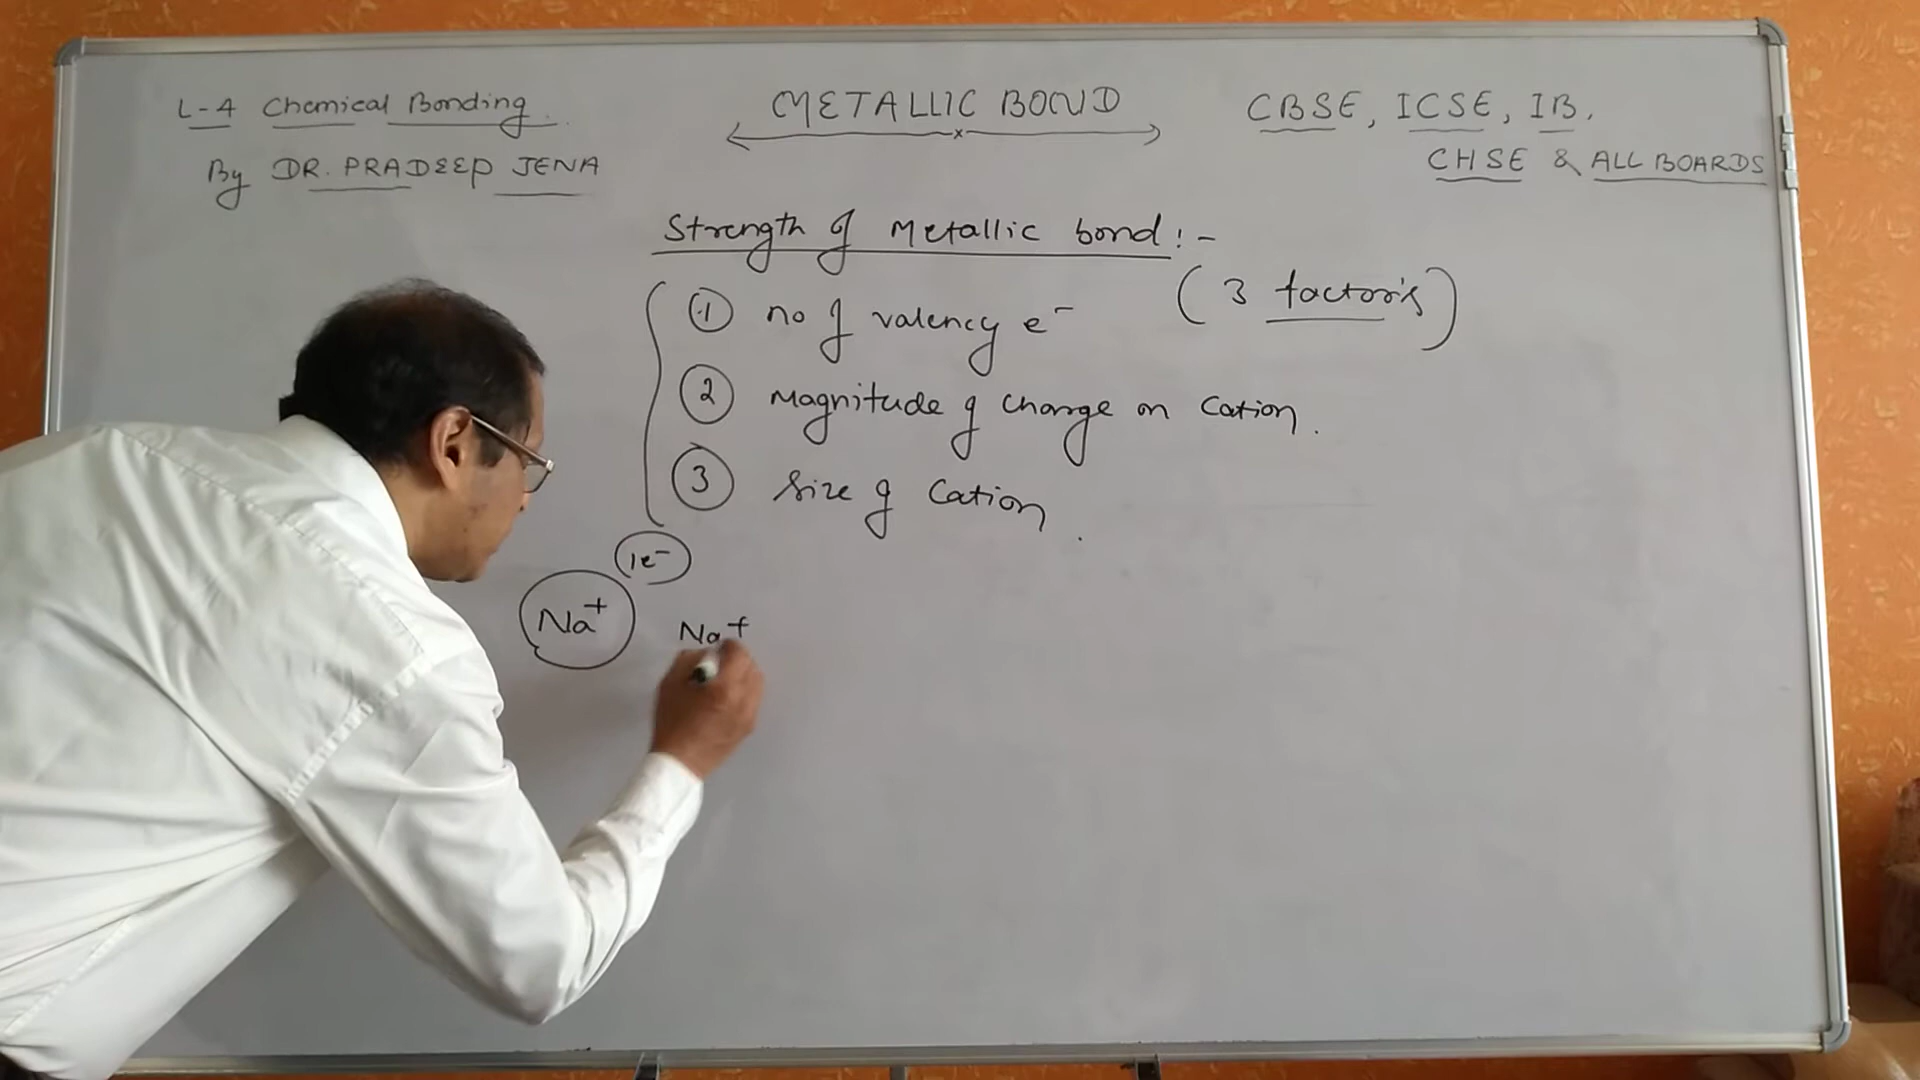 L-4 Chemical Bonding.
By DR. PRADEEP JENA
METALLIC BOND
x
CBSE, ICSE, IB,
CHSE & ALL BOARDS
Strength of Metallic bond:-
(3 factors)
1 no of valency e⁻
2 Magnitude of charge on Cation.
3 Size of Cation.
1e⁻
Na⁺
Na⁺